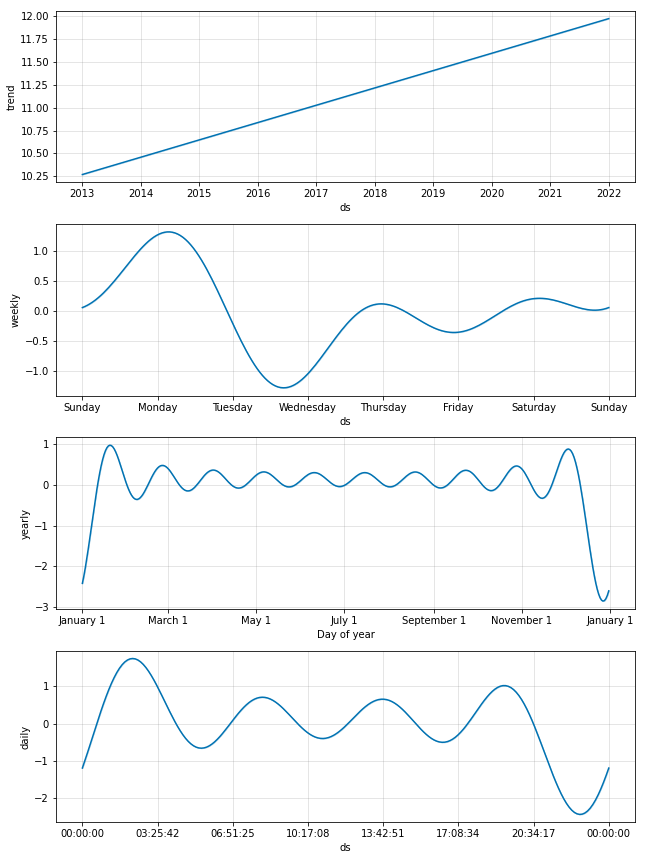 12.00
11.75
11.50
11.25
11.00
10.75
10.50
10.25
trend
2013 2014 2015 2016 2017 2018 2019 2020 2021 2022
ds
1.0
0.5
0.0
−0.5
−1.0
weekly
Sunday Monday Tuesday Wednesday Thursday Friday Saturday Sunday
ds
1
0
−1
−2
−3
yearly
January 1 March 1 May 1 July 1 September 1 November 1 January 1
Day of year
1
0
−1
−2
daily
00:00:00 03:25:42 06:51:25 10:17:08 13:42:51 17:08:34 20:34:17 00:00:00
ds